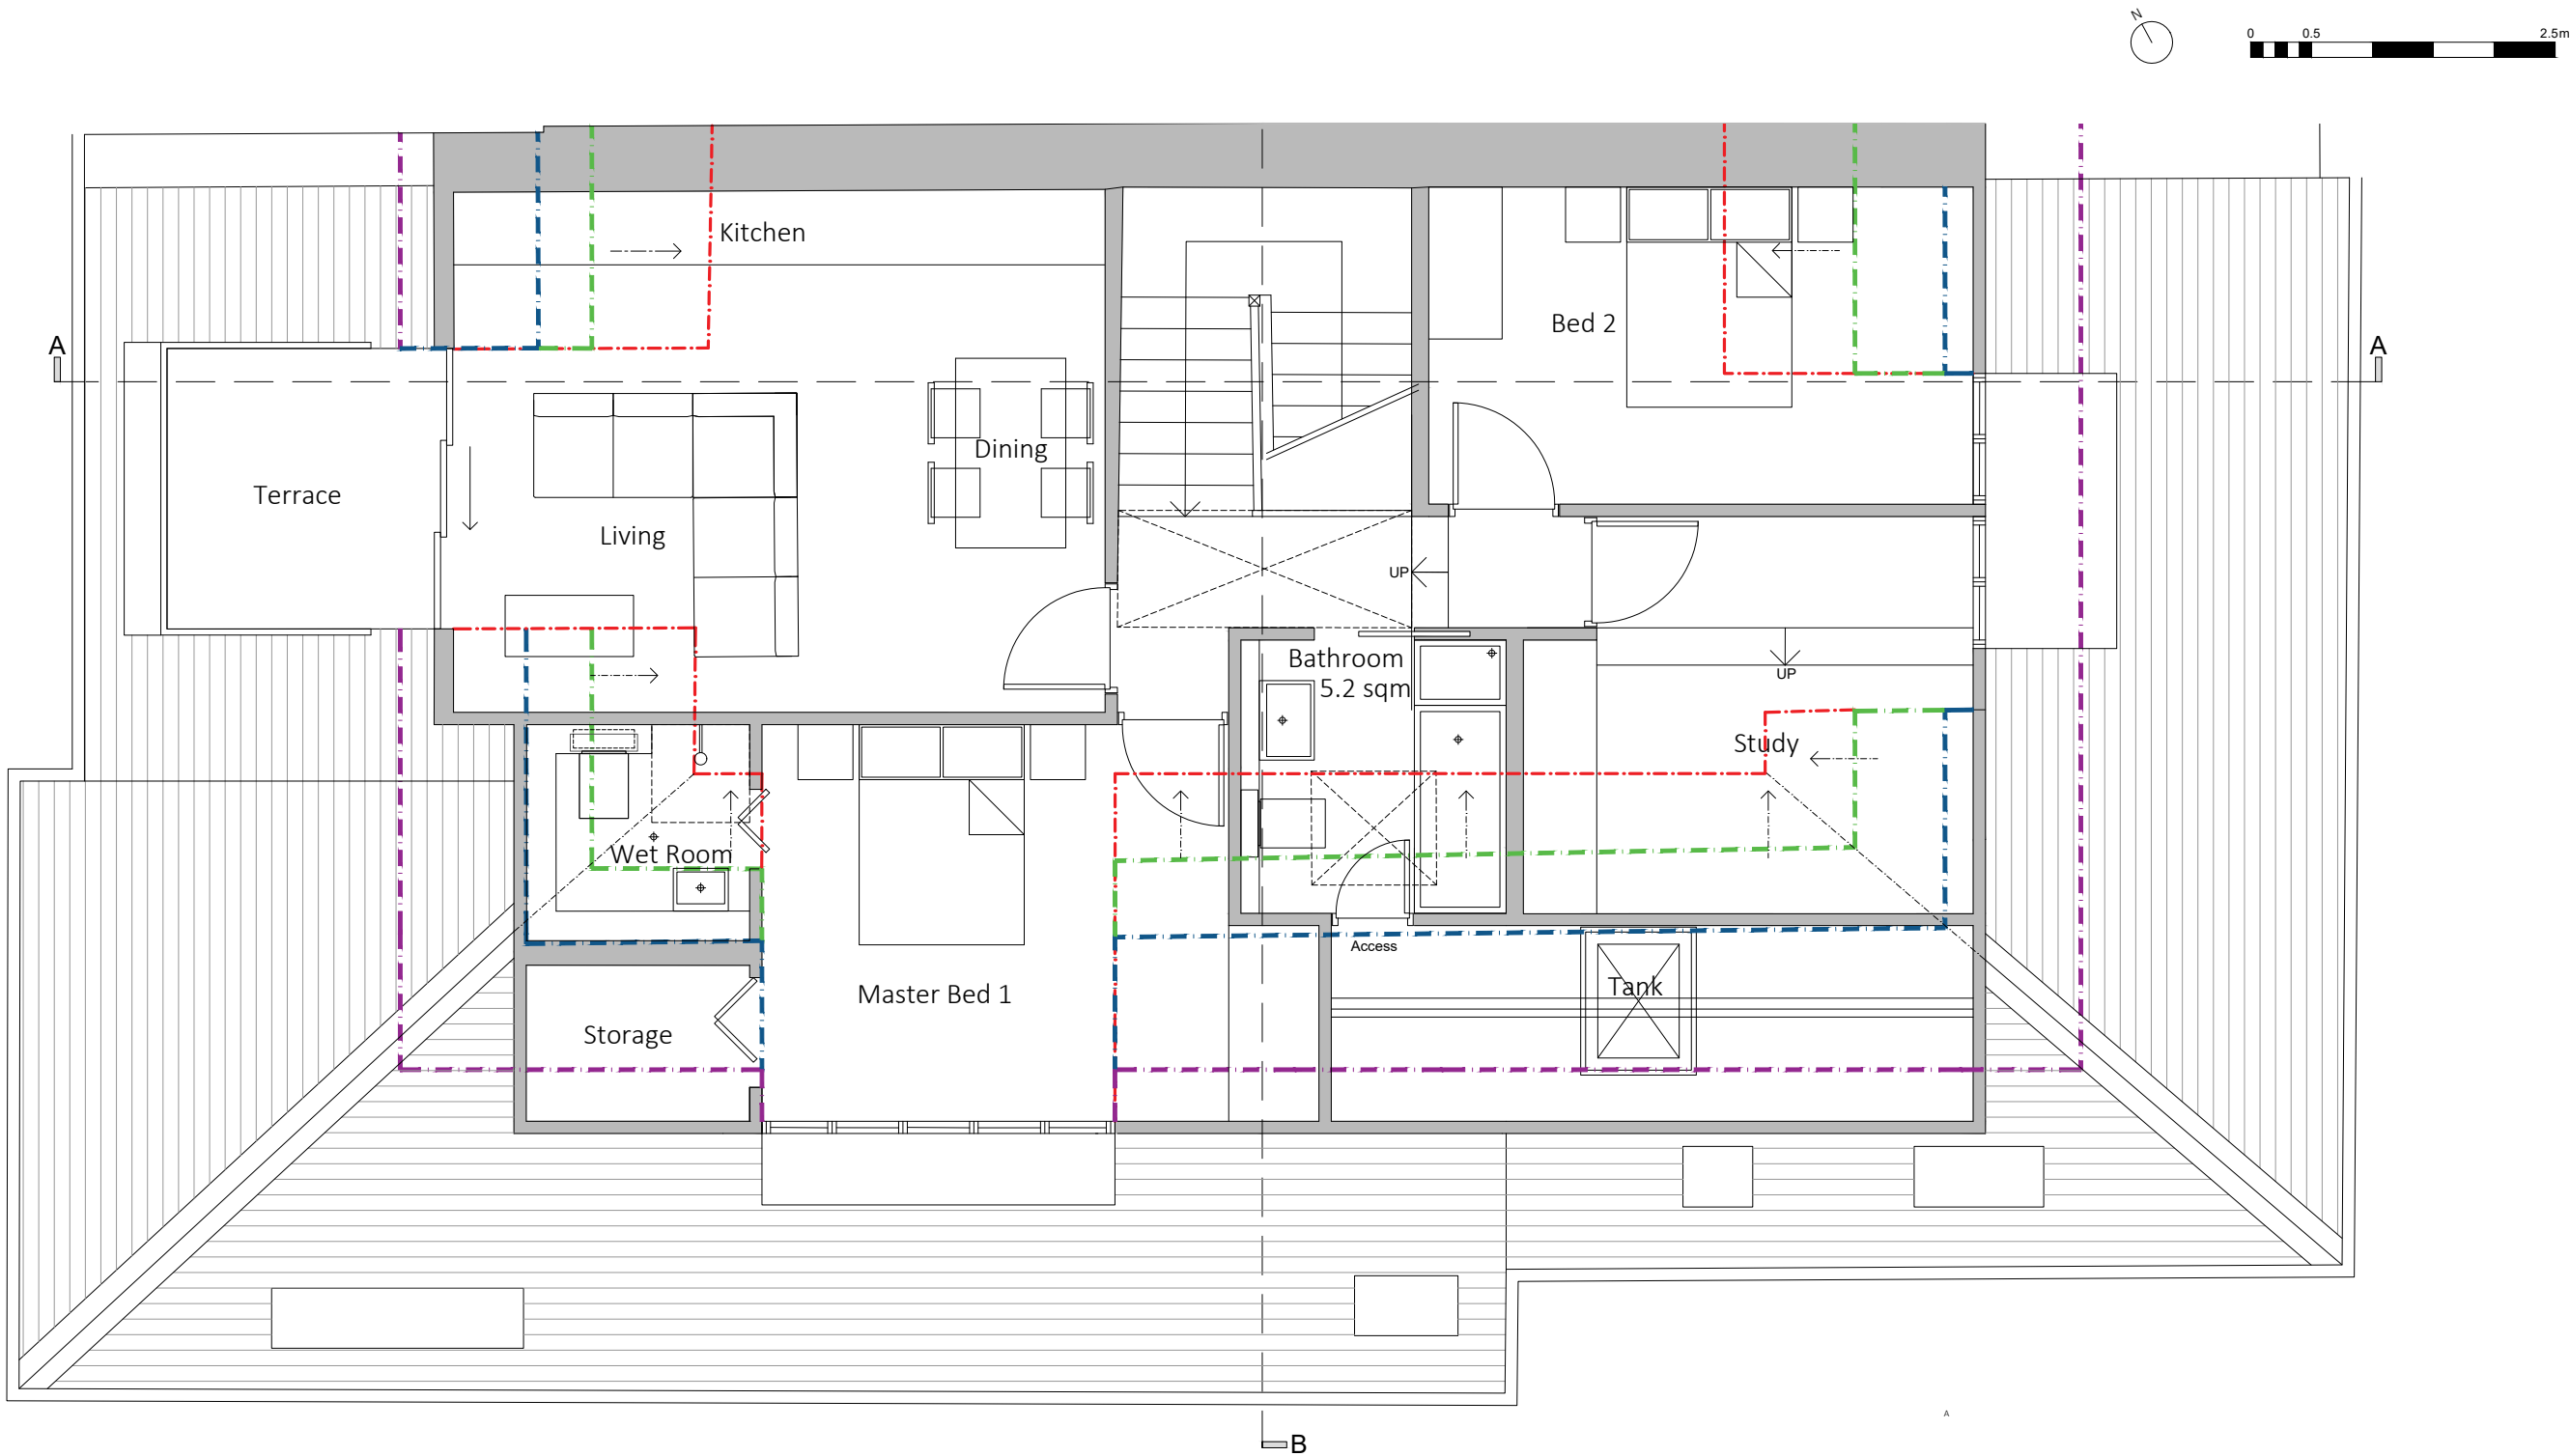 N
0 0.5 2.5m
Kitchen
Bed 2
A A
Dining
Terrace
Living
UP
Bathroom
5.2 sqm
UP
Study
Wet Room
Access
Tank
Master Bed 1
Storage
A
B